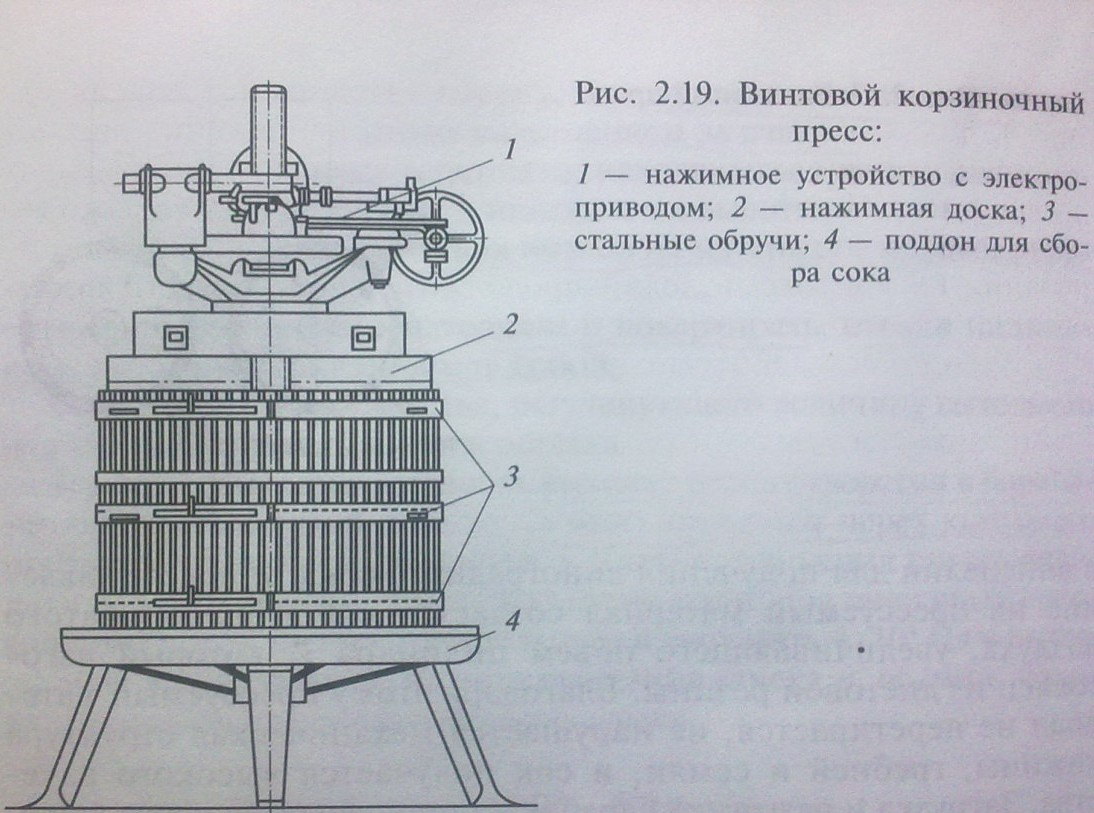 Рис. 2.19. Винтовой корзиночный
пресс:
1 — нажимное устройство с электро-
приводом; 2 — нажимная доска; 3 —
стальные обручи; 4 — поддон для сбо-
ра сока
1
2
3
4